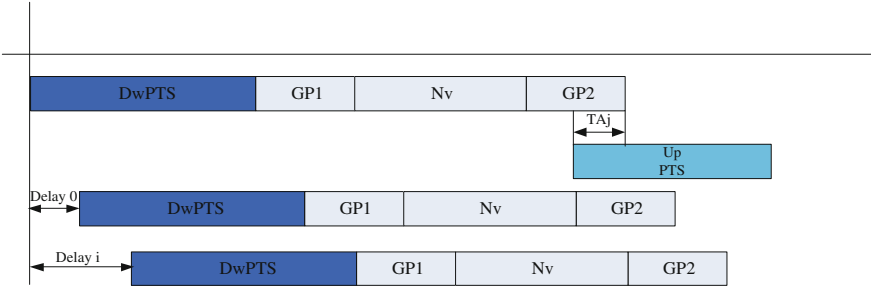 DwPTS GP1 Nv GP2
TAj
Up
PTS
Delay 0
DwPTS GP1 Nv GP2
Delay i
DwPTS GP1 Nv GP2